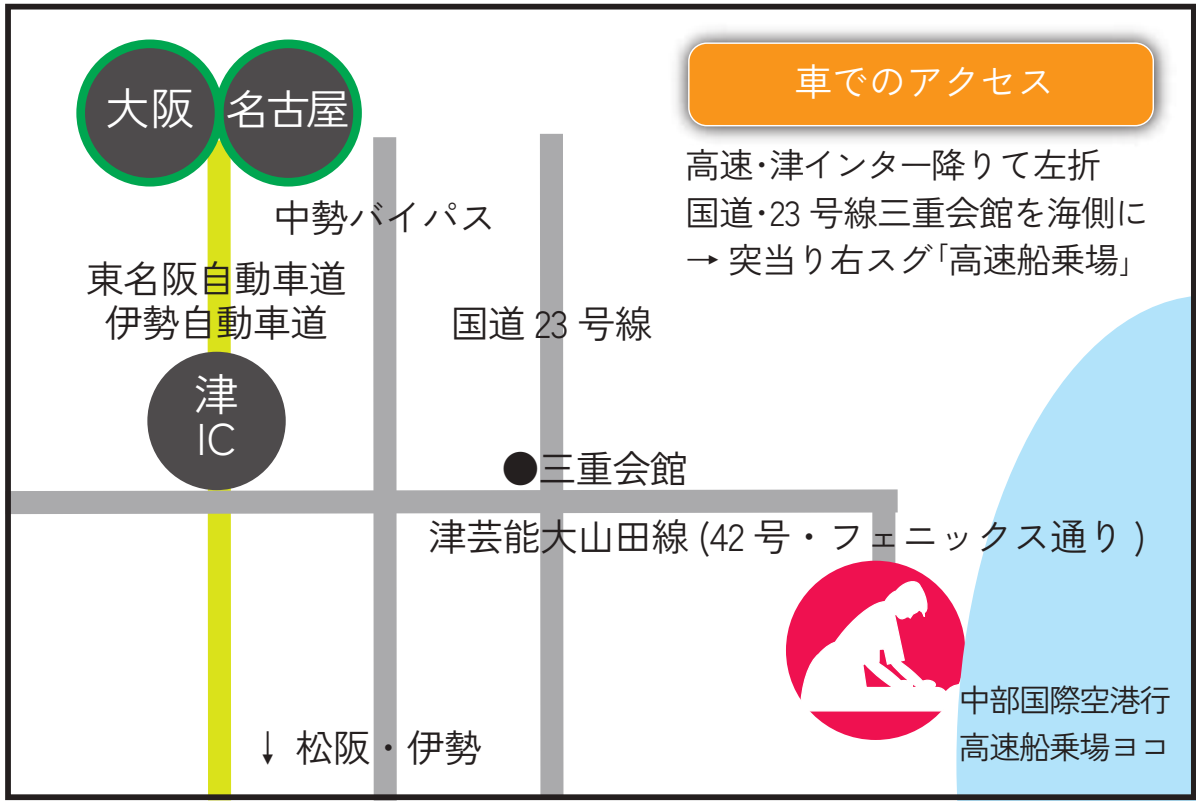 大阪
名古屋
車でのアクセス
高速・津インター降りて左折
国道・23 号線三重会館を海側に
→ 突当り右スグ「高速船乗場」
中勢バイパス
東名阪自動車道
伊勢自動車道
国道 23 号線
津
IC
●三重会館
津芸能大山田線 (42 号・フェニックス通り )
↓ 松阪・伊勢
中部国際空港行
高速船乗場ヨコ